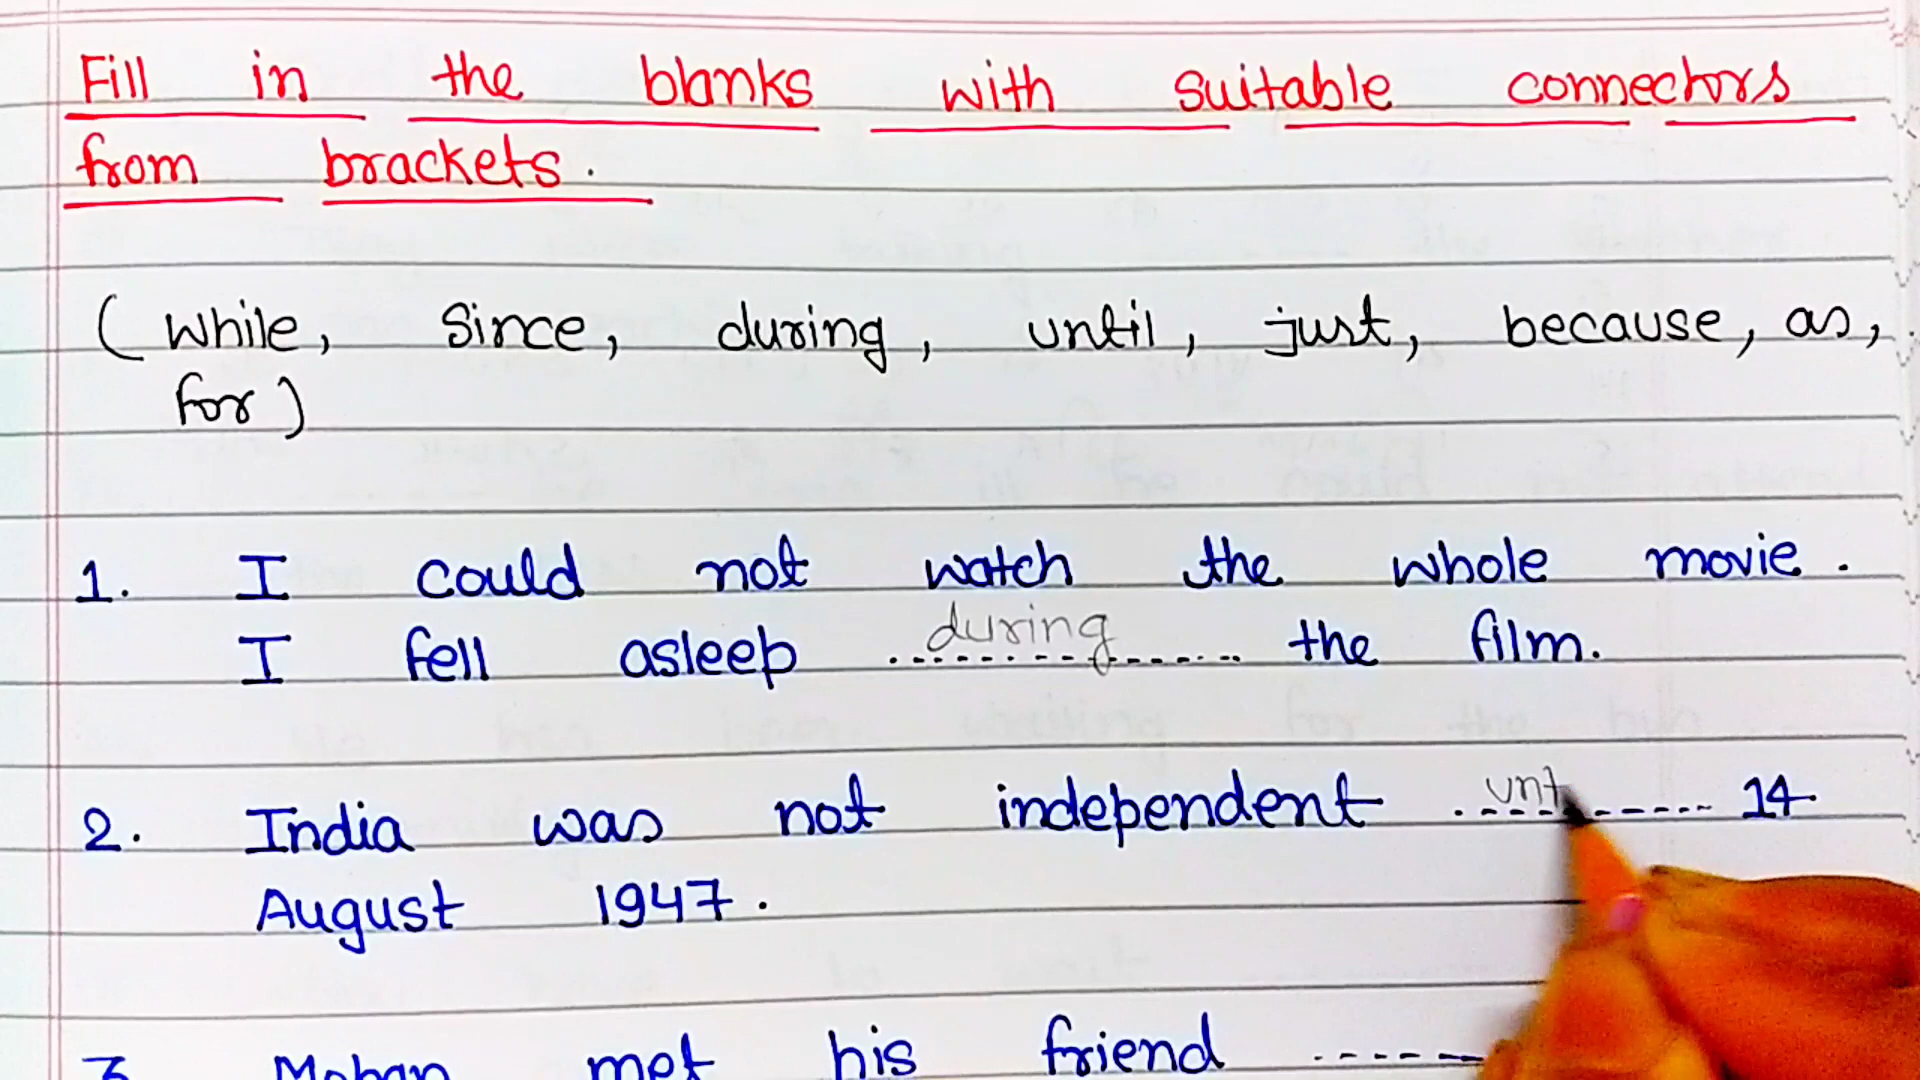 Fill in the blanks with suitable connectors
from brackets.
(while, since, during, until, just, because, as,
for)
1. I could not watch the whole movie.
I fell asleep during the film.
2. India was not independent unt 14
August 1947.
3 Mohan met his friend